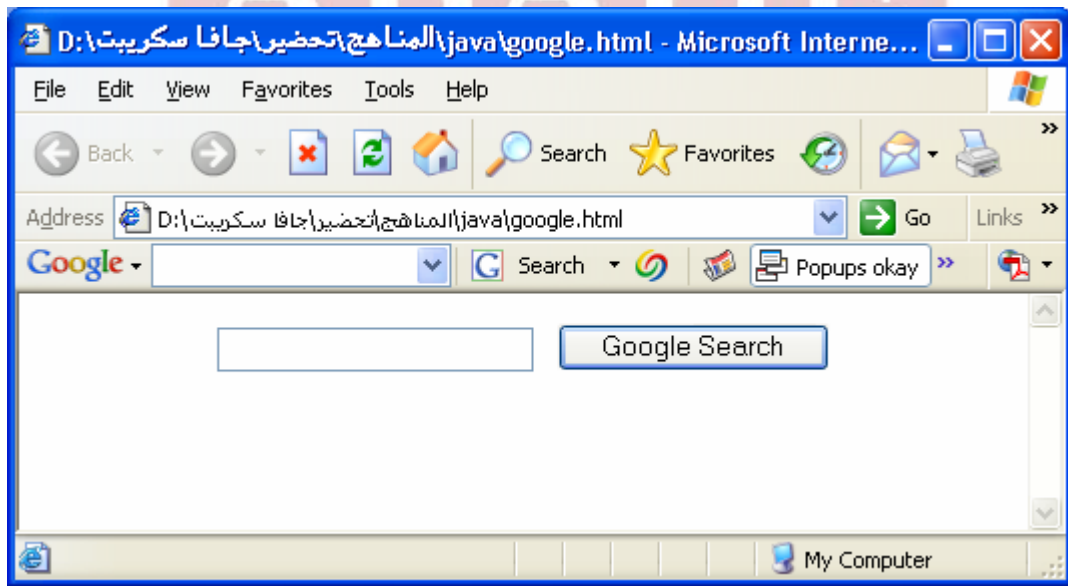 D:\المناهج\تحضير\جافا سكريبت\java\google.html - Microsoft Interne...
File Edit View Favorites Tools Help
Back Search Favorites »
Address D:\المناهج\تحضير\جافا سكريبت\java\google.html Go Links »
Google G Search Popups okay »
Google Search
My Computer